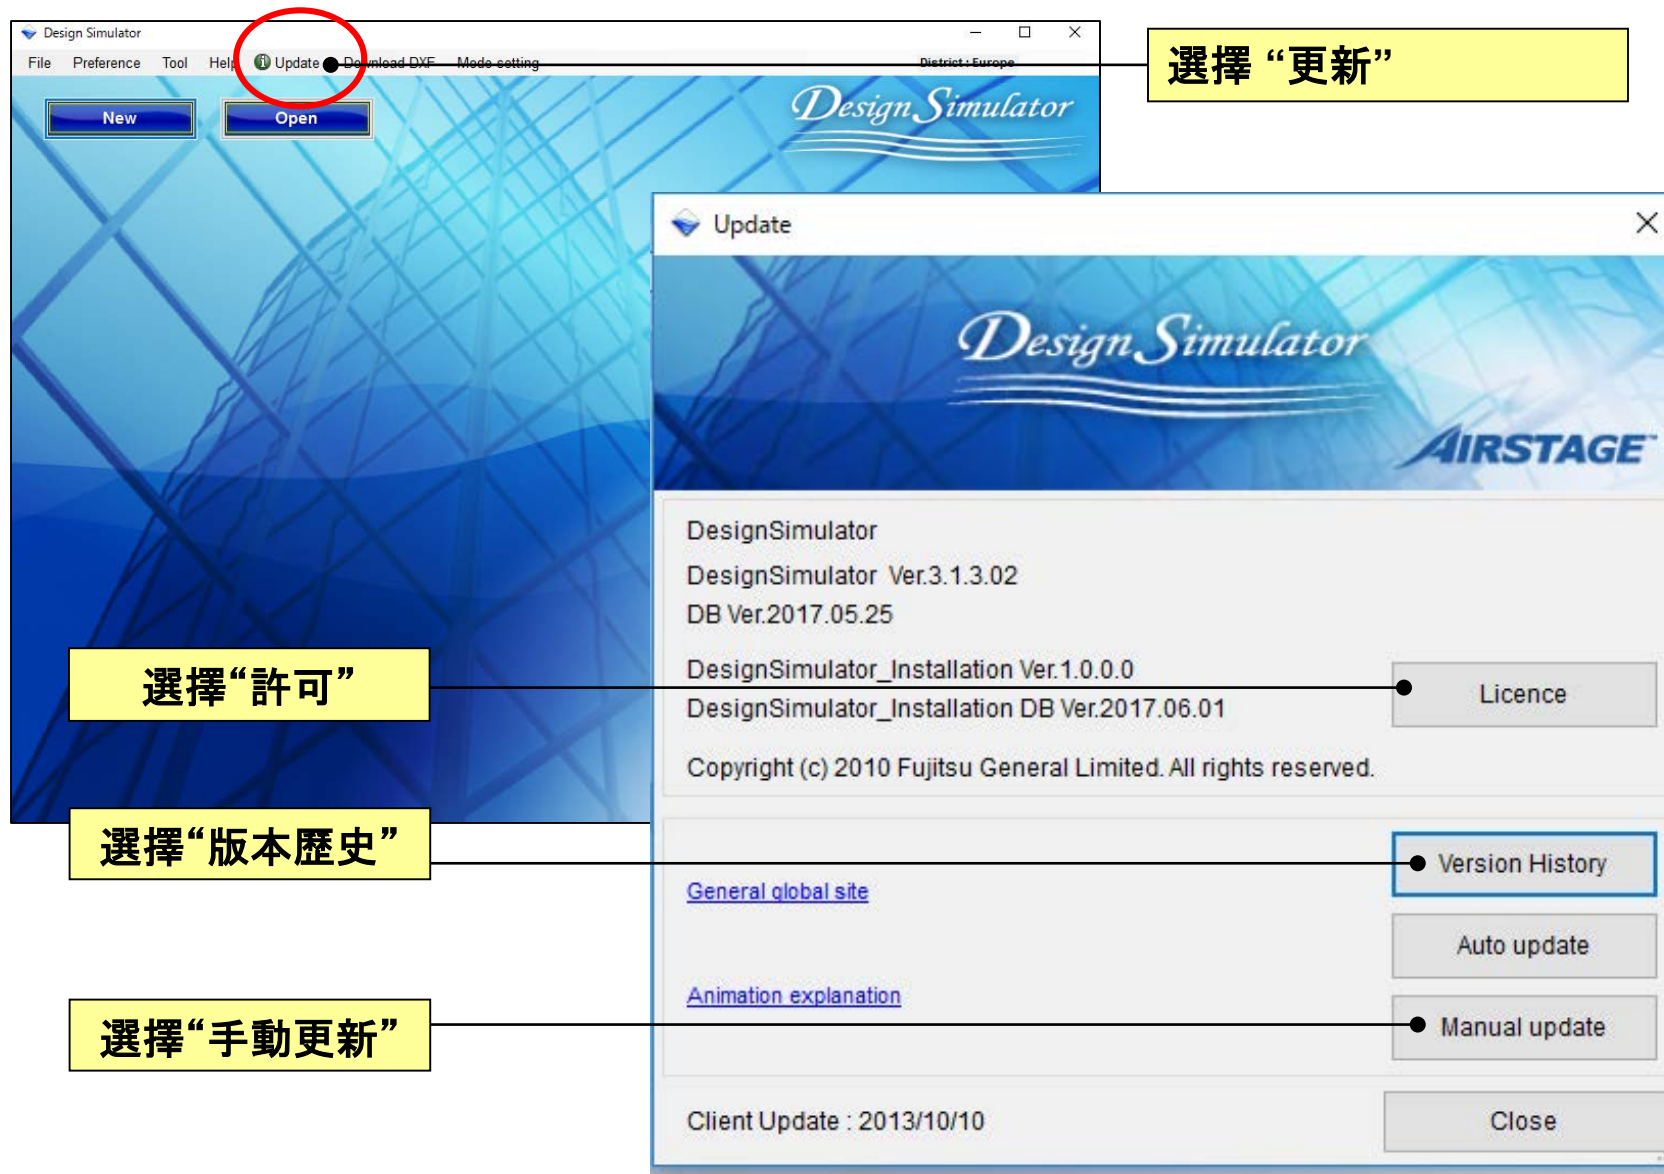 Design Simulator
File Preference Tool Help Update Download DXF Mode setting District : Europe
選擇 “更新”
New Open
Design Simulator
Update
Design Simulator
AIRSTAGE™
DesignSimulator
DesignSimulator Ver.3.1.3.02
DB Ver.2017.05.25
選擇“許可”
DesignSimulator_Installation Ver.1.0.0.0
DesignSimulator_Installation DB Ver.2017.06.01
Licence
Copyright (c) 2010 Fujitsu General Limited. All rights reserved.
選擇“版本歷史”
Version History
General global site
Auto update
Animation explanation
選擇“手動更新”
Manual update
Client Update : 2013/10/10
Close